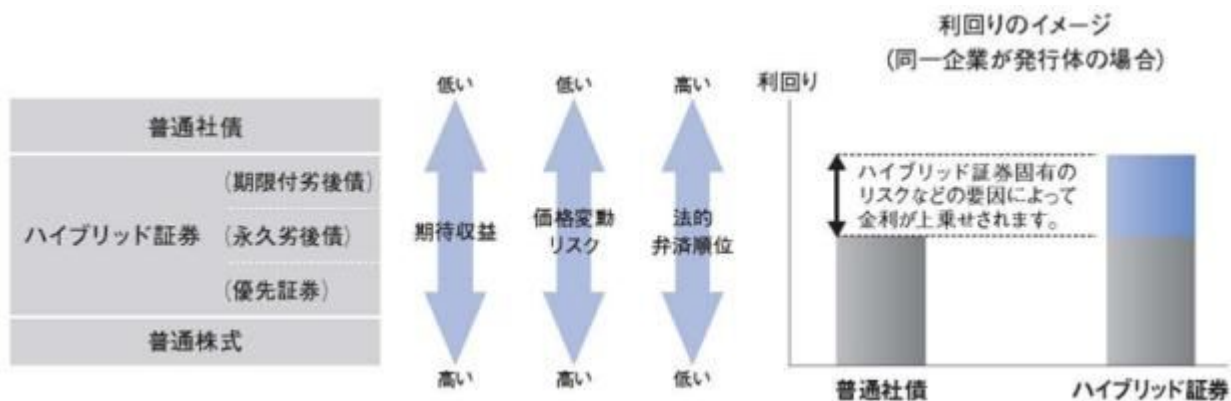 利回りのイメージ
(同一企業が発行体の場合)
普通社債
ハイブリッド証券
(期限付劣後債)
(永久劣後債)
(優先証券)
普通株式
低い
期待収益
高い
低い
価格変動
リスク
高い
高い
法的
弁済順位
低い
利回り
ハイブリッド証券固有の
リスクなどの要因によって
金利が上乗せされます。
普通社債
ハイブリッド証券